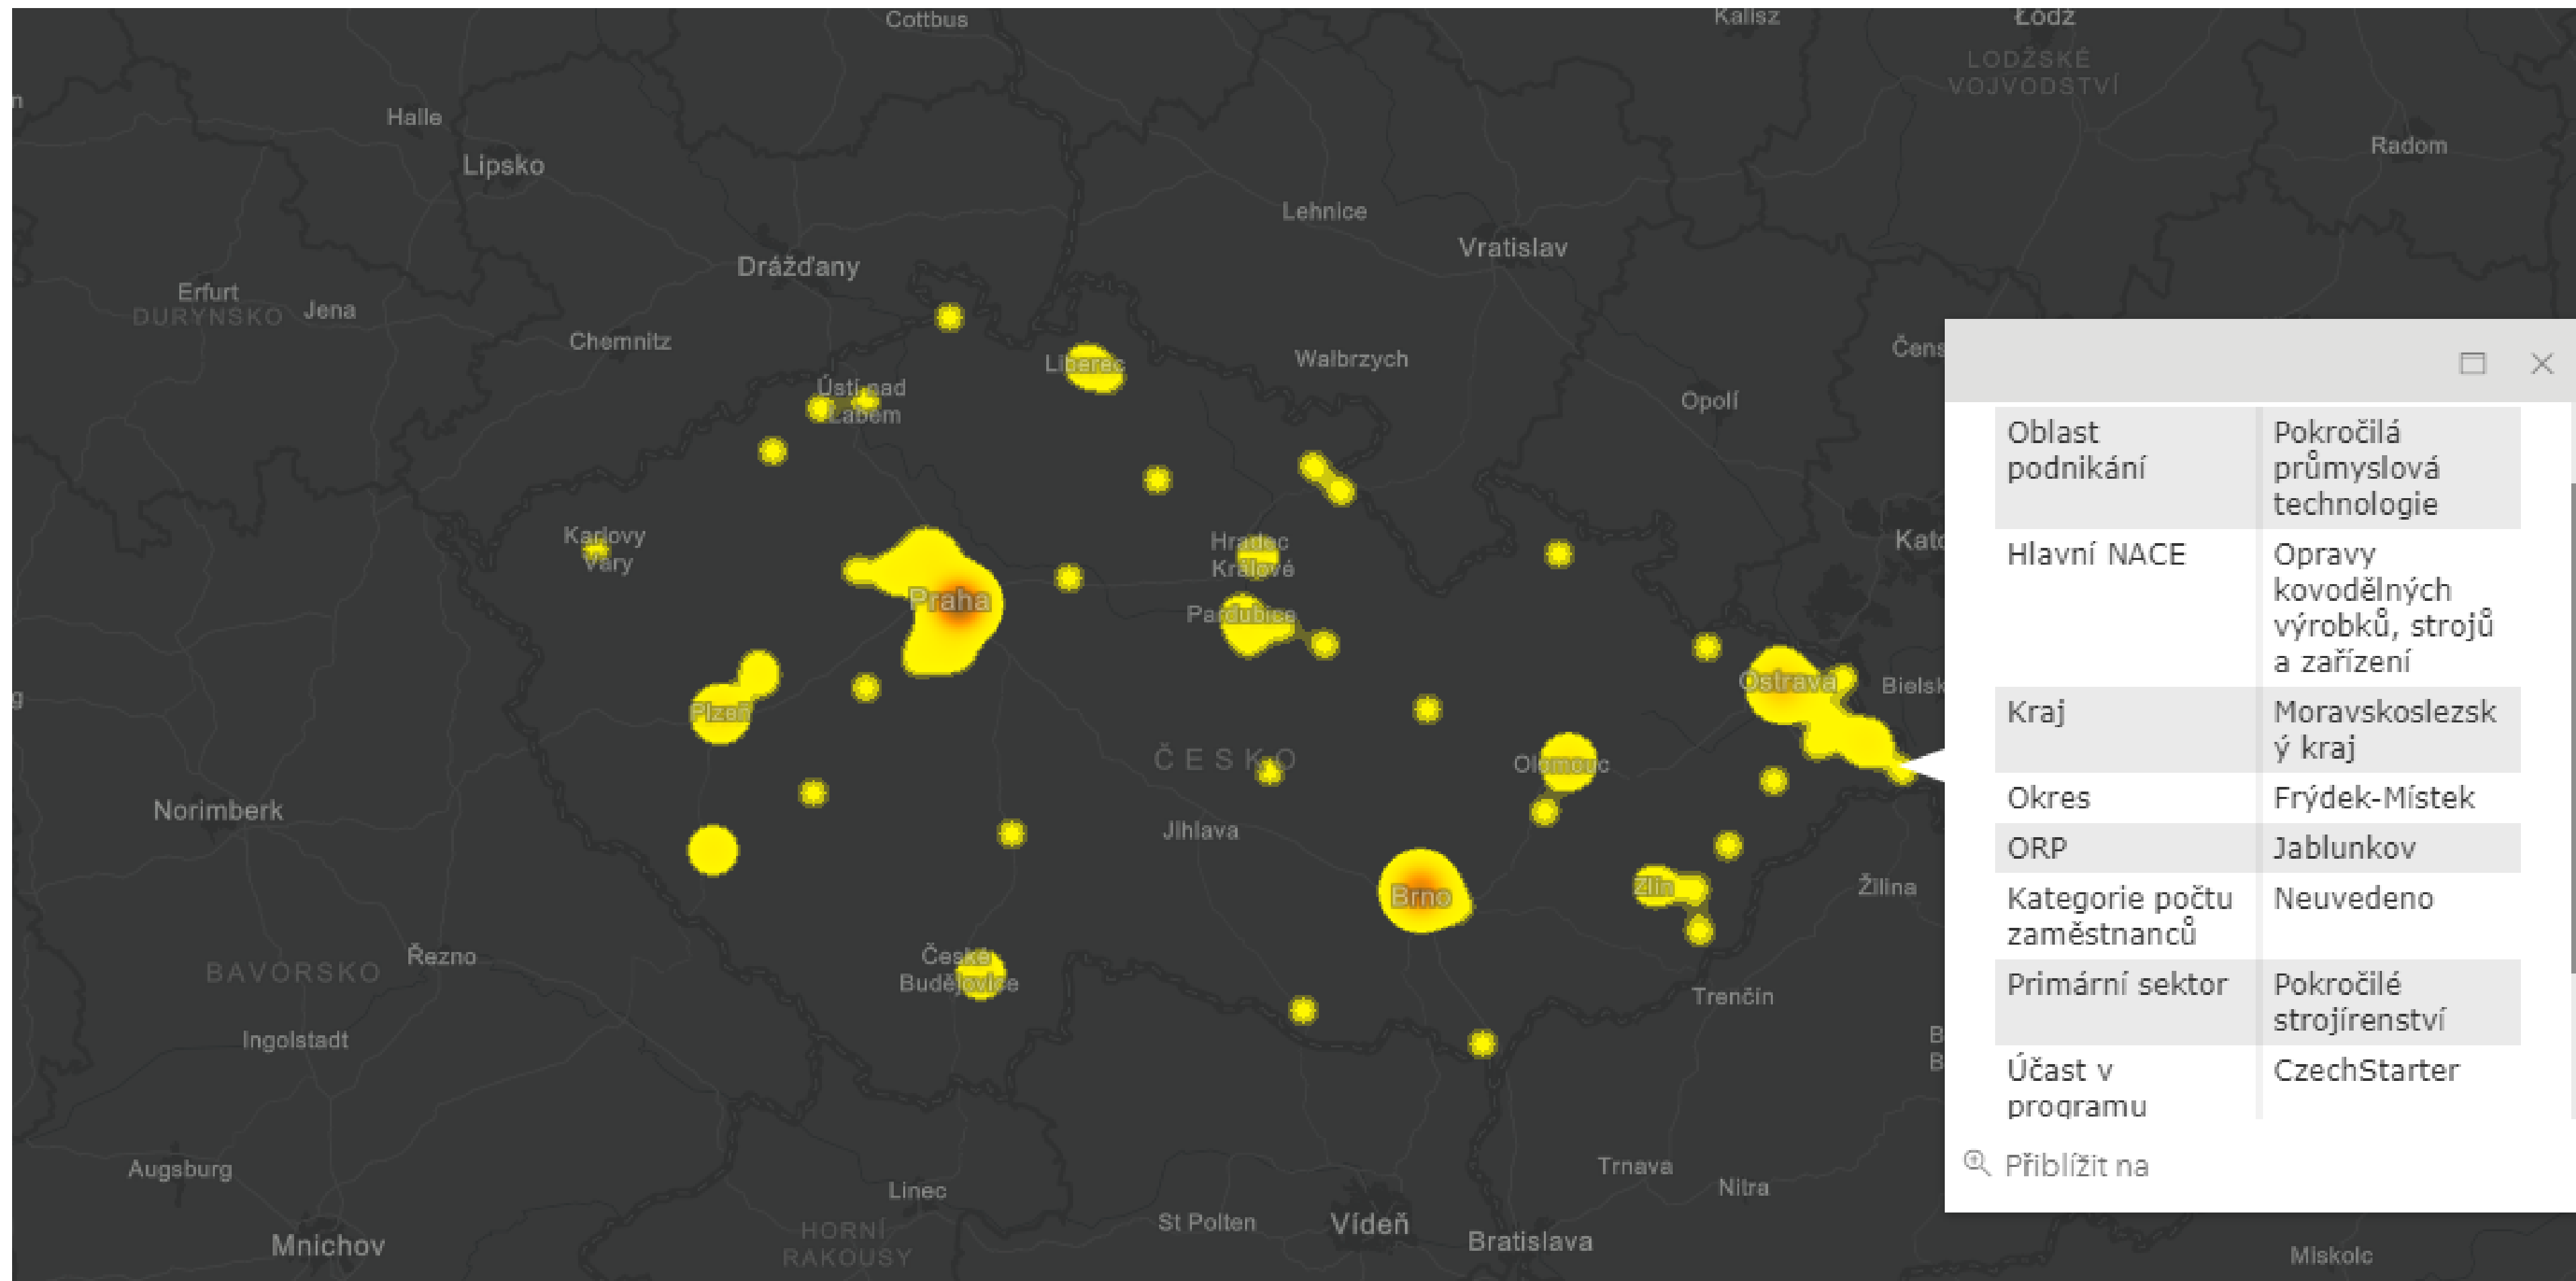 Cottbus
Kalisz
Łódź
LODŽSKÉ
VOJVODSTVÍ
Halle
Radom
Lipsko
Lehnice
Vratislav
Drážďany
Erfurt
DURYNSKO
Jena
Chemnitz
Liberec
Wałbrzych
Čens
Ústí nad
Labem
Opolí
Karlovy
Vary
Hradec
Králové
Kato
Praha
Pardubice
Plzeň
Ostrava
Bielsk
ČESKO
Olomouc
Norimberk
Jihlava
Brno
Zlín
Žilina
České
Budějovice
BAVORSKO
Řezno
Trenčín
Ingolstadt
B
B
Augsburg
Linec
Trnava
Nitra
HORNÍ
RAKOUSY
St Polten
Vídeň
Bratislava
Mnichov
Miskolc
Oblast
podnikání
Pokročilá
průmyslová
technologie
Hlavní NACE
Opravy
kovodělných
výrobků, strojů
a zařízení
Kraj
Moravskoslezsk
ý kraj
Okres
Frýdek-Místek
ORP
Jablunkov
Kategorie počtu
zaměstnanců
Neuvedeno
Primární sektor
Pokročilé
strojírenství
Účast v
programu
CzechStarter
Přiblížit na